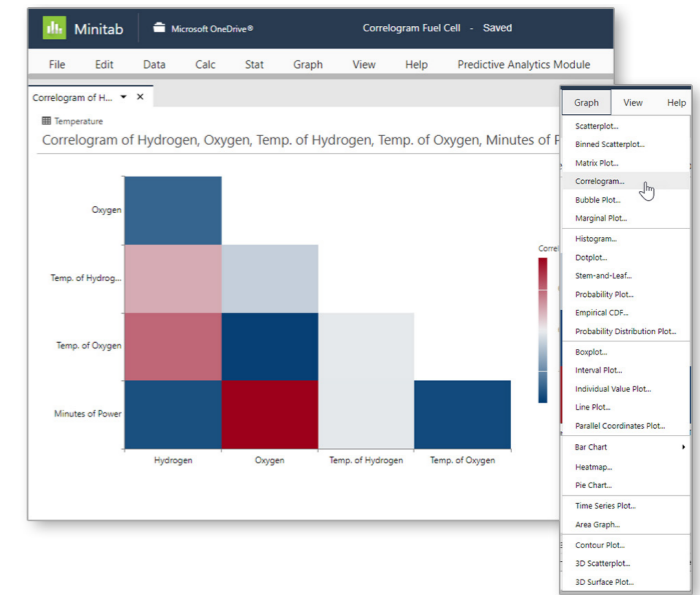 Minitab Microsoft OneDrive® Correlogram Fuel Cell - Saved
File Edit Data Calc Stat Graph View Help Predictive Analytics Module
Correlogram of H...
Temperature
Correlogram of Hydrogen, Oxygen, Temp. of Hydrogen, Temp. of Oxygen, Minutes of
Oxygen
Temp. of Hydrog...
Temp. of Oxygen
Minutes of Power
Hydrogen Oxygen Temp. of Hydrogen Temp. of Oxygen
Correl
Graph View Help
Scatterplot...
Binned Scatterplot...
Matrix Plot...
Correlogram...
Bubble Plot...
Marginal Plot...
Histogram...
Dotplot...
Stem-and-Leaf...
Probability Plot...
Empirical CDF...
Probability Distribution Plot...
Boxplot...
Interval Plot...
Individual Value Plot...
Line Plot...
Parallel Coordinates Plot...
Bar Chart
Heatmap...
Pie Chart...
Time Series Plot...
Area Graph...
Contour Plot...
3D Scatterplot...
3D Surface Plot...